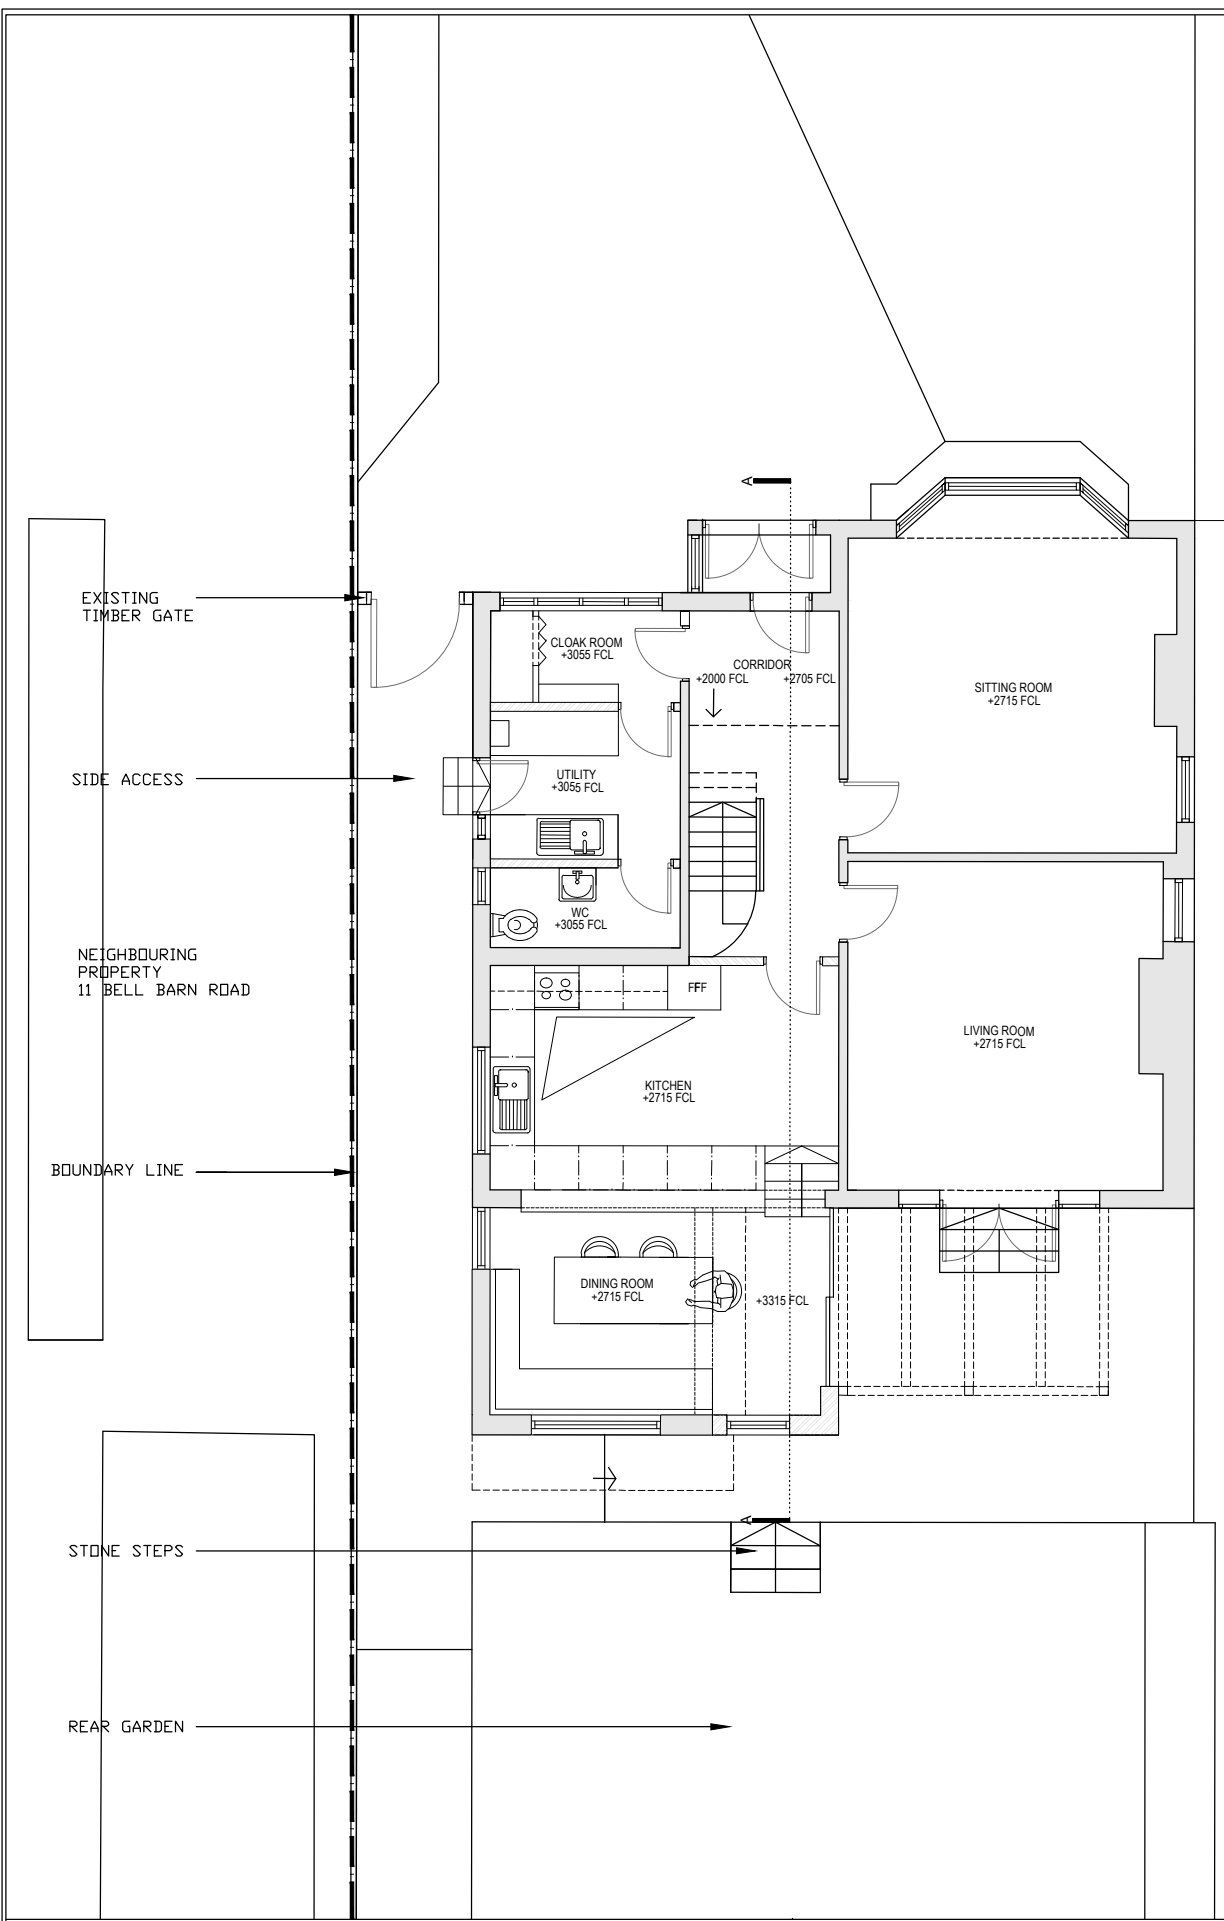 A
EXISTING
TIMBER GATE
CLOAK ROOM
+3055 FCL
CORRIDOR
+2000 FCL
+2705 FCL
SITTING ROOM
+2715 FCL
SIDE ACCESS
UTILITY
+3055 FCL
WC
+3055 FCL
NEIGHBOURING
PROPERTY
11 BELL BARN ROAD
FFF
LIVING ROOM
+2715 FCL
KITCHEN
+2715 FCL
BOUNDARY LINE
DINING ROOM
+2715 FCL
+3315 FCL
A
STONE STEPS
REAR GARDEN